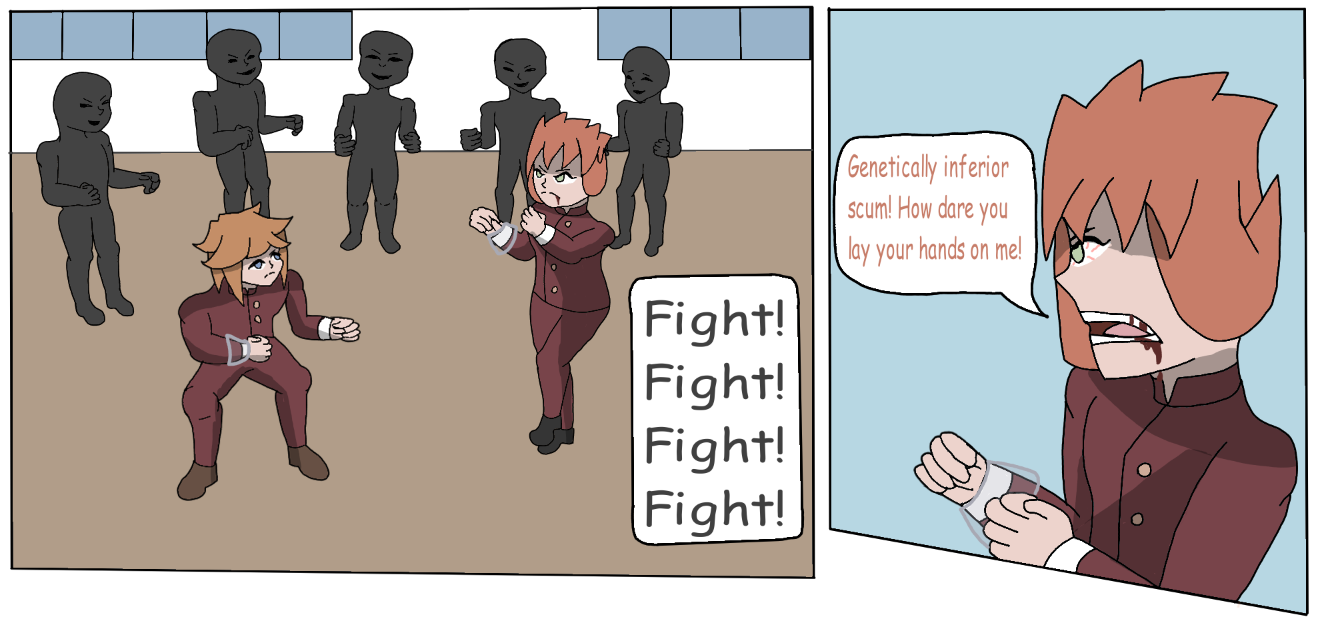 Fight!
Fight!
Fight!
Fight!
Genetically inferior
scum! How dare you
lay your hands on me!